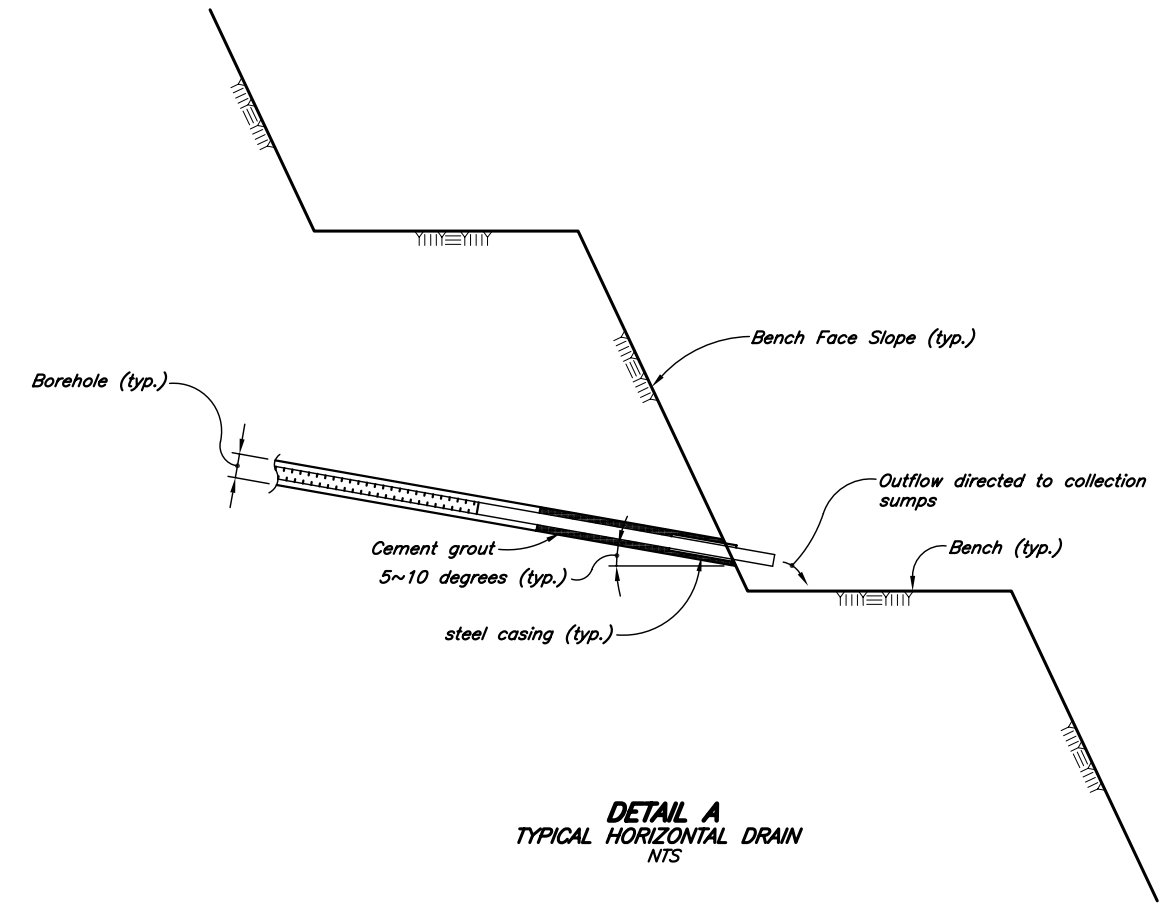 Bench Face Slope (typ.)
Borehole (typ.)
Outflow directed to collection
sumps
Cement grout
Bench (typ.)
5~10 degrees (typ.)
steel casing (typ.)
DETAIL A
TYPICAL HORIZONTAL DRAIN
NTS